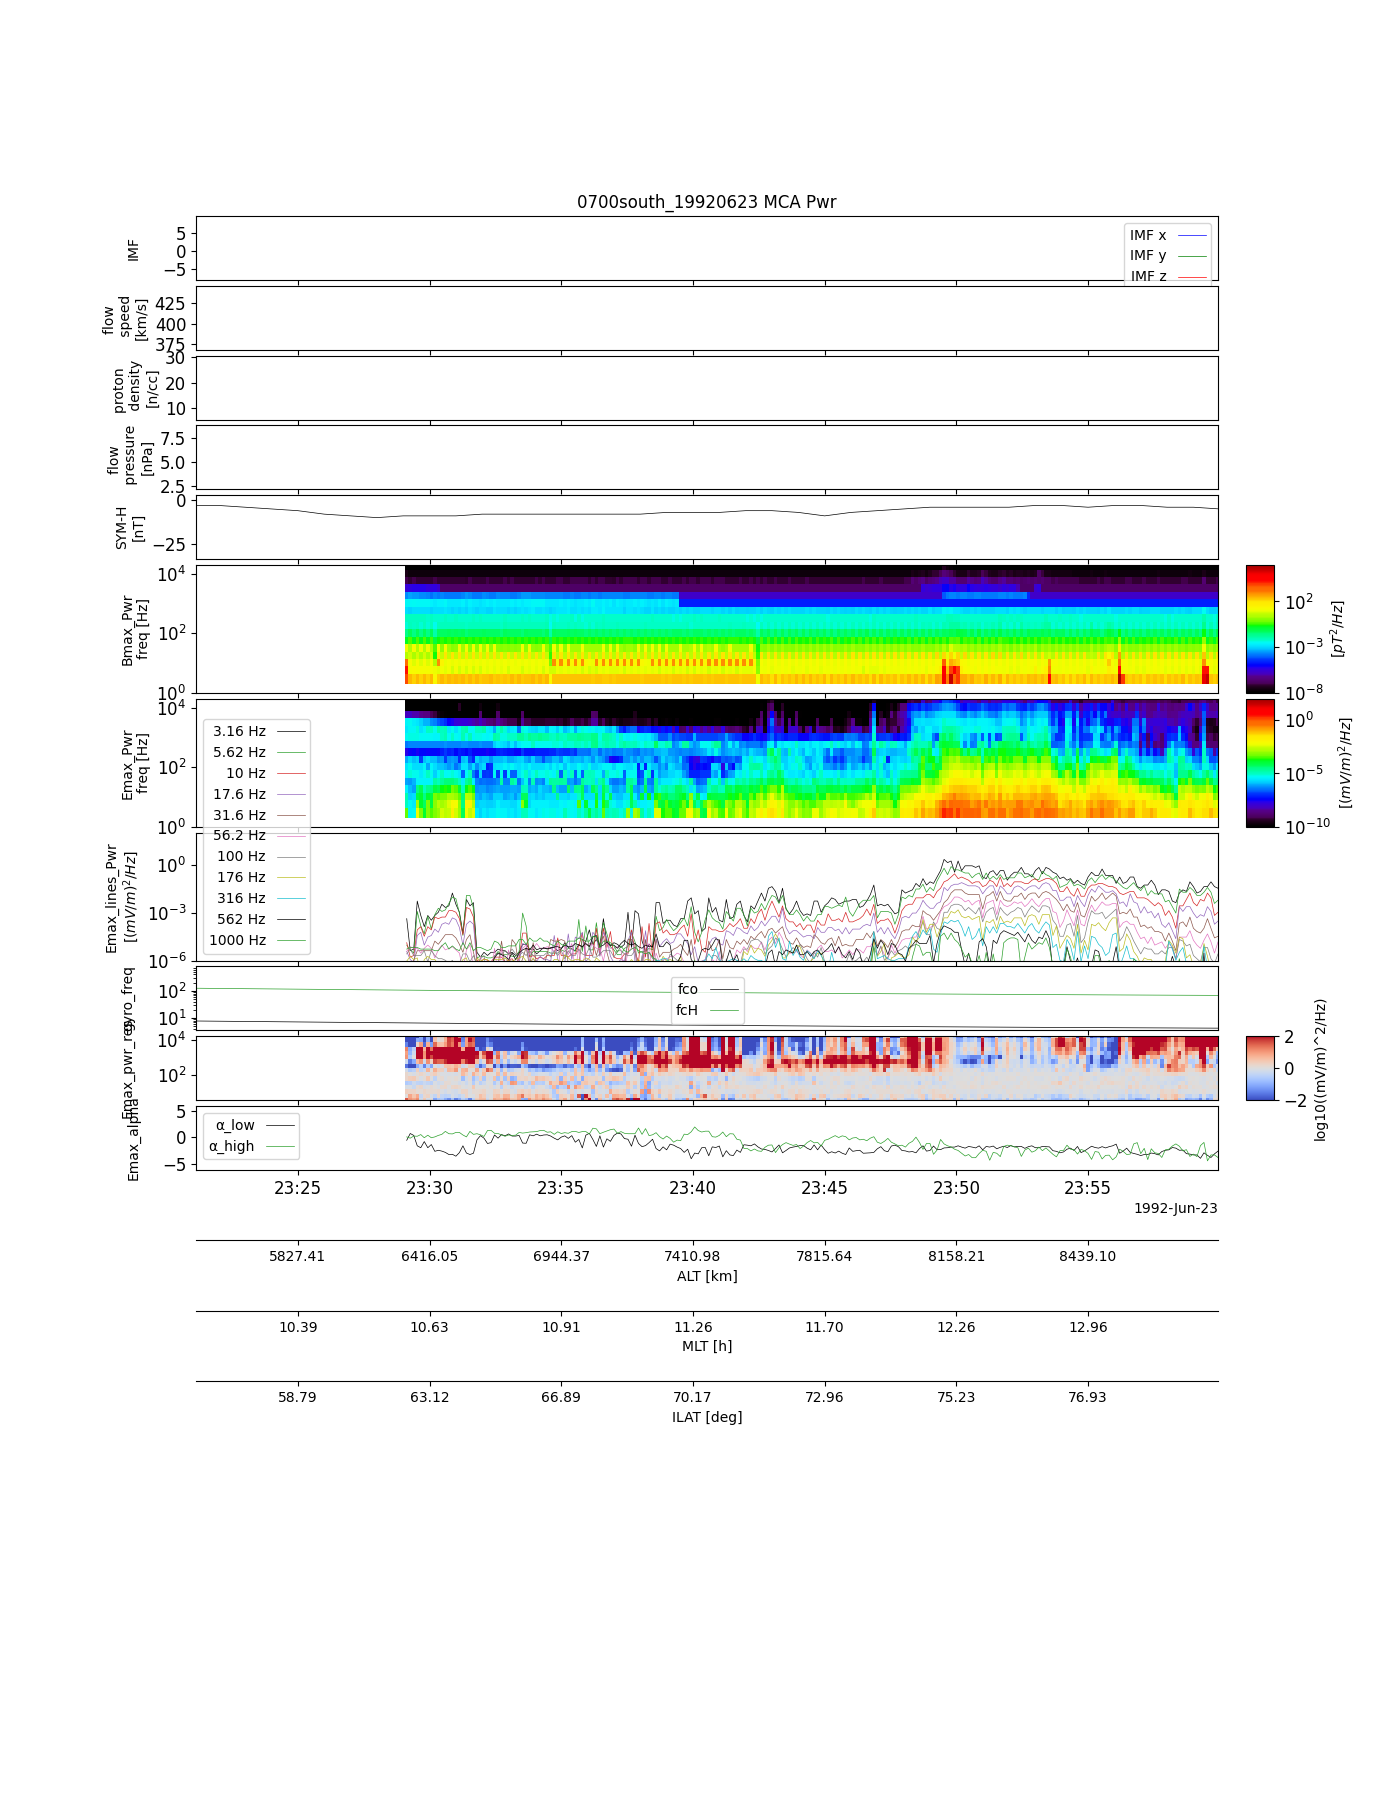 0700south_19920623 MCA Pwr
IMF
5
0
−5
IMF x
IMF y
IMF z
flow
speed
[km/s]
425
400
375
proton
density
[n/cc]
30
20
10
flow
pressure
[nPa]
7.5
5.0
2.5
SYM-H
[nT]
0
−25
Bmax_Pwr
freq [Hz]
10^4
10^2
10^0
10^2
10^−3
10^−8
[pT^2/Hz]
Emax_Pwr
freq [Hz]
10^4
10^2
10^0
10^0
10^−5
10^−10
[(mV/m)^2/Hz]
3.16 Hz
5.62 Hz
10 Hz
17.6 Hz
31.6 Hz
56.2 Hz
100 Hz
176 Hz
316 Hz
562 Hz
1000 Hz
Emax_lines_Pwr
[(mV/m)^2/Hz]
10^0
10^−3
10^−6
gyro_freq
10^2
10^1
fco
fcH
10^4
10^2
2
0
−2
log10((mV/m)^2/Hz)
Emax_alpha
5
0
−5
α_low
α_high
23:25 23:30 23:35 23:40 23:45 23:50 23:55
1992-Jun-23
5827.41 6416.05 6944.37 7410.98 7815.64 8158.21 8439.10
ALT [km]
10.39 10.63 10.91 11.26 11.70 12.26 12.96
MLT [h]
58.79 63.12 66.89 70.17 72.96 75.23 76.93
ILAT [deg]